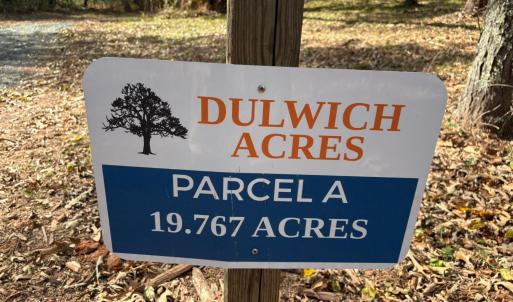 DULWICH
ACRES
PARCEL A
19.767 ACRES